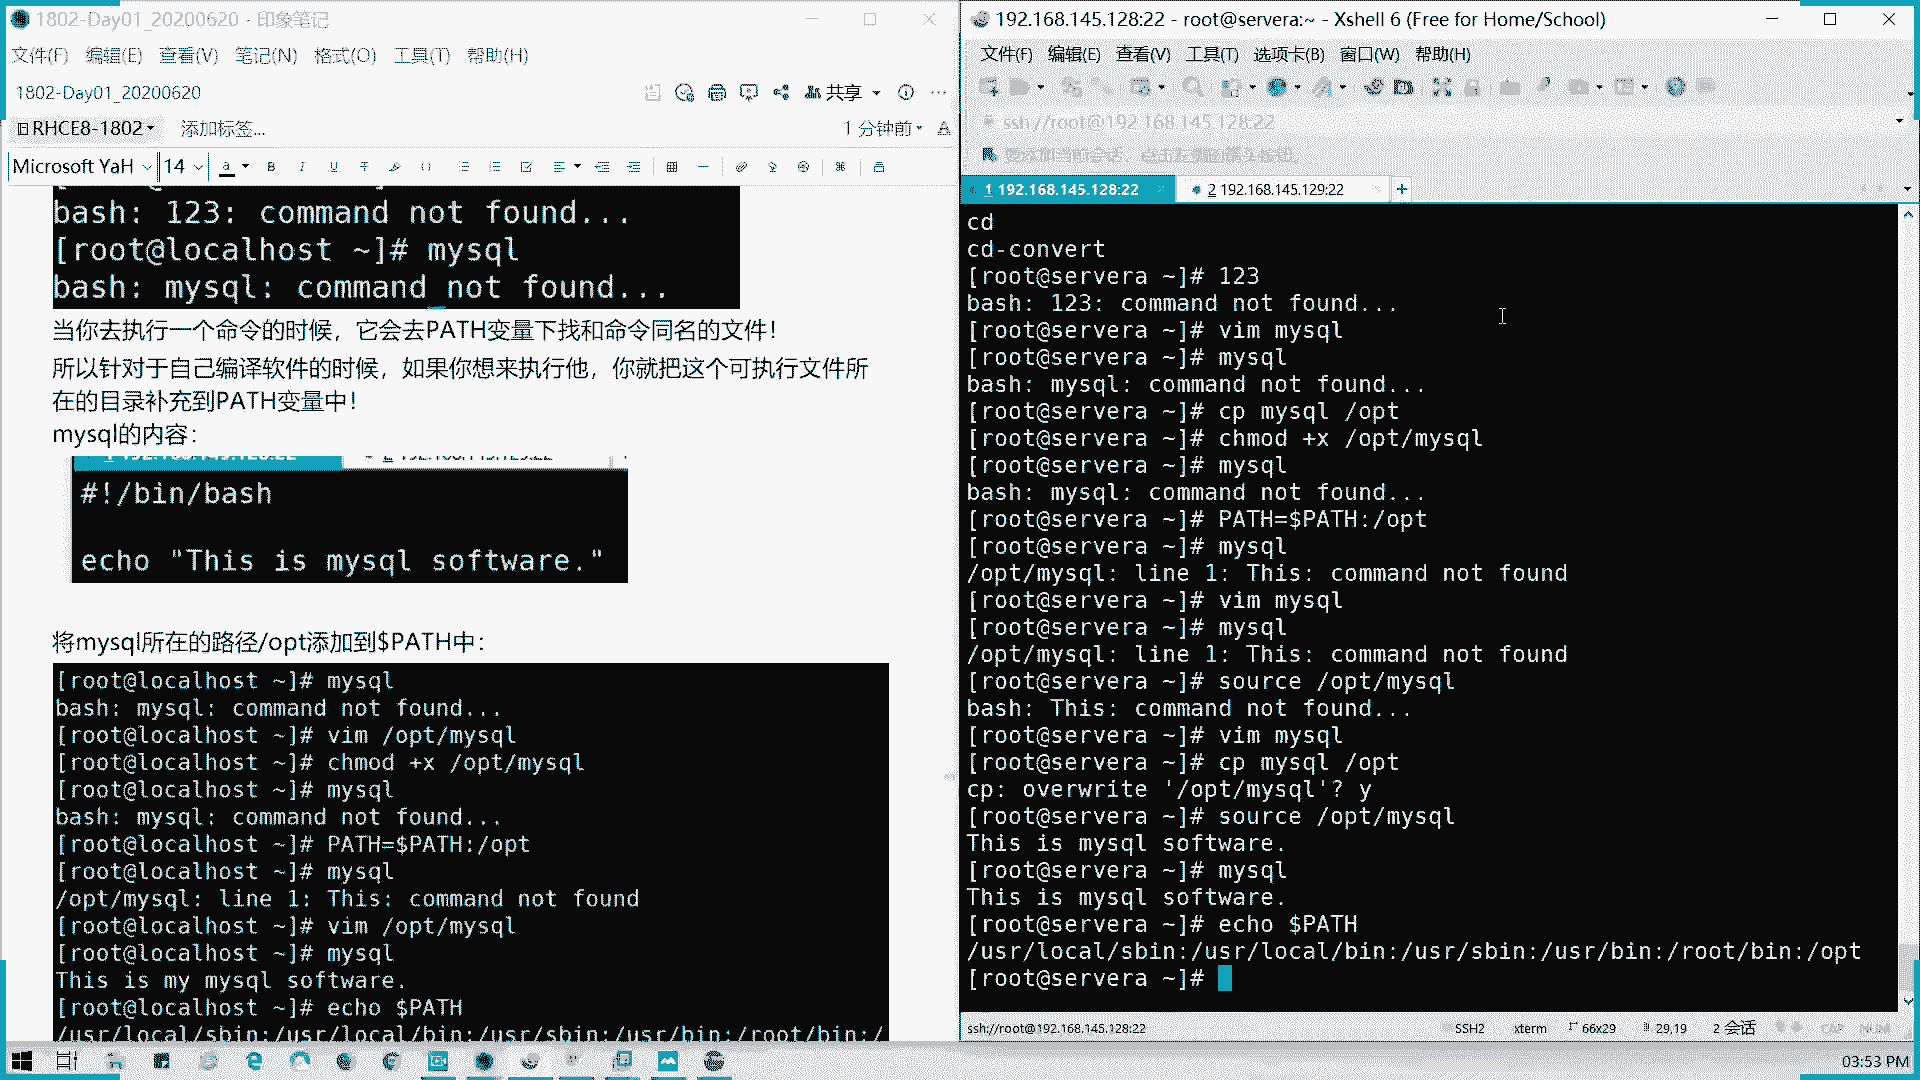 1802-Day01_20200620 - 印象笔记
文件(F) 编辑(E) 查看(V) 笔记(N) 格式(O) 工具(T) 帮助(H)
1802-Day01_20200620
共享
RHCE8-1802 添加标签...
1 分钟前
Microsoft YaH 14
bash: 123: command not found...
[root@localhost ~]# mysql
bash: mysql: command not found...
当你去执行一个命令的时候，它会去PATH变量下找和命令同名的文件！
所以针对于自己编译软件的时候，如果你想来执行他，你就把这个可执行文件所
在的目录补充到PATH变量中！
mysql的内容：
#!/bin/bash
echo "This is mysql software."
将mysql所在的路径/opt添加到$PATH中：
[root@localhost ~]# mysql
bash: mysql: command not found...
[root@localhost ~]# vim /opt/mysql
[root@localhost ~]# chmod +x /opt/mysql
[root@localhost ~]# mysql
bash: mysql: command not found...
[root@localhost ~]# PATH=$PATH:/opt
[root@localhost ~]# mysql
/opt/mysql: line 1: This: command not found
[root@localhost ~]# vim /opt/mysql
[root@localhost ~]# mysql
This is my mysql software.
[root@localhost ~]# echo $PATH
/usr/local/sbin:/usr/local/bin:/usr/sbin:/usr/bin:/root/bin:/
192.168.145.128:22 - root@servera:~ - Xshell 6 (Free for Home/School)
文件(F) 编辑(E) 查看(V) 工具(T) 选项卡(B) 窗口(W) 帮助(H)
ssh://root@192.168.145.128:22
要添加当前会话，点击左侧的箭头按钮。
1 192.168.145.128:22
2 192.168.145.129:22
cd
cd-convert
[root@servera ~]# 123
bash: 123: command not found...
[root@servera ~]# vim mysql
[root@servera ~]# mysql
bash: mysql: command not found...
[root@servera ~]# cp mysql /opt
[root@servera ~]# chmod +x /opt/mysql
[root@servera ~]# mysql
bash: mysql: command not found...
[root@servera ~]# PATH=$PATH:/opt
[root@servera ~]# mysql
/opt/mysql: line 1: This: command not found
[root@servera ~]# vim mysql
[root@servera ~]# mysql
/opt/mysql: line 1: This: command not found
[root@servera ~]# source /opt/mysql
bash: This: command not found...
[root@servera ~]# vim mysql
[root@servera ~]# cp mysql /opt
cp: overwrite '/opt/mysql'? y
[root@servera ~]# source /opt/mysql
This is mysql software.
[root@servera ~]# mysql
This is mysql software.
[root@servera ~]# echo $PATH
/usr/local/sbin:/usr/local/bin:/usr/sbin:/usr/bin:/root/bin:/opt
[root@servera ~]#
ssh://root@192.168.145.128:22
SSH2 xterm 66x29 29,19 2 会话 CAP NUM
03:53 PM